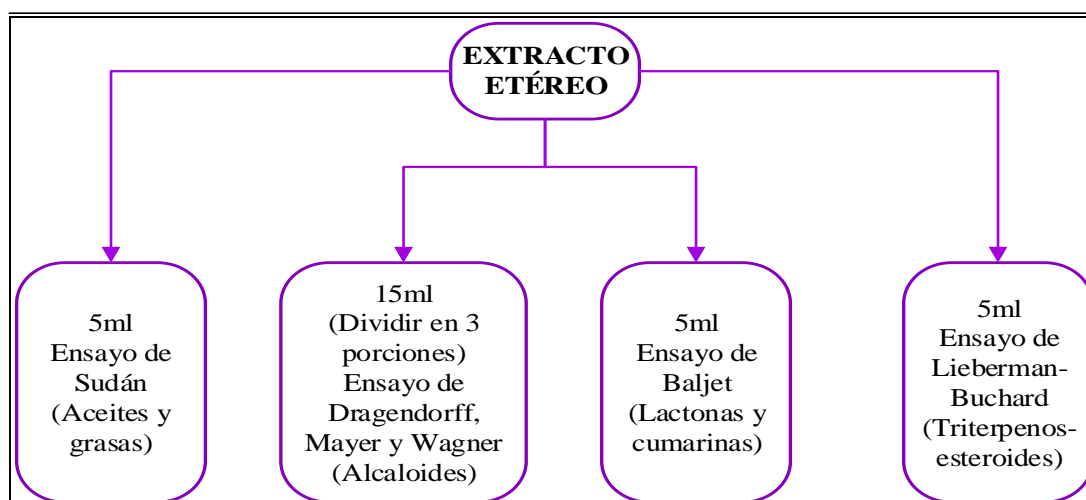 EXTRACTO
ETÉREO
5ml
Ensayo de
Sudán
(Aceites y
grasas)
15ml
(Dividir en 3
porciones)
Ensayo de
Dragendorff,
Mayer y Wagner
(Alcaloides)
5ml
Ensayo de
Baljet
(Lactonas y
cumarinas)
5ml
Ensayo de
Lieberman-
Buchard
(Triterpenos-
esteroides)